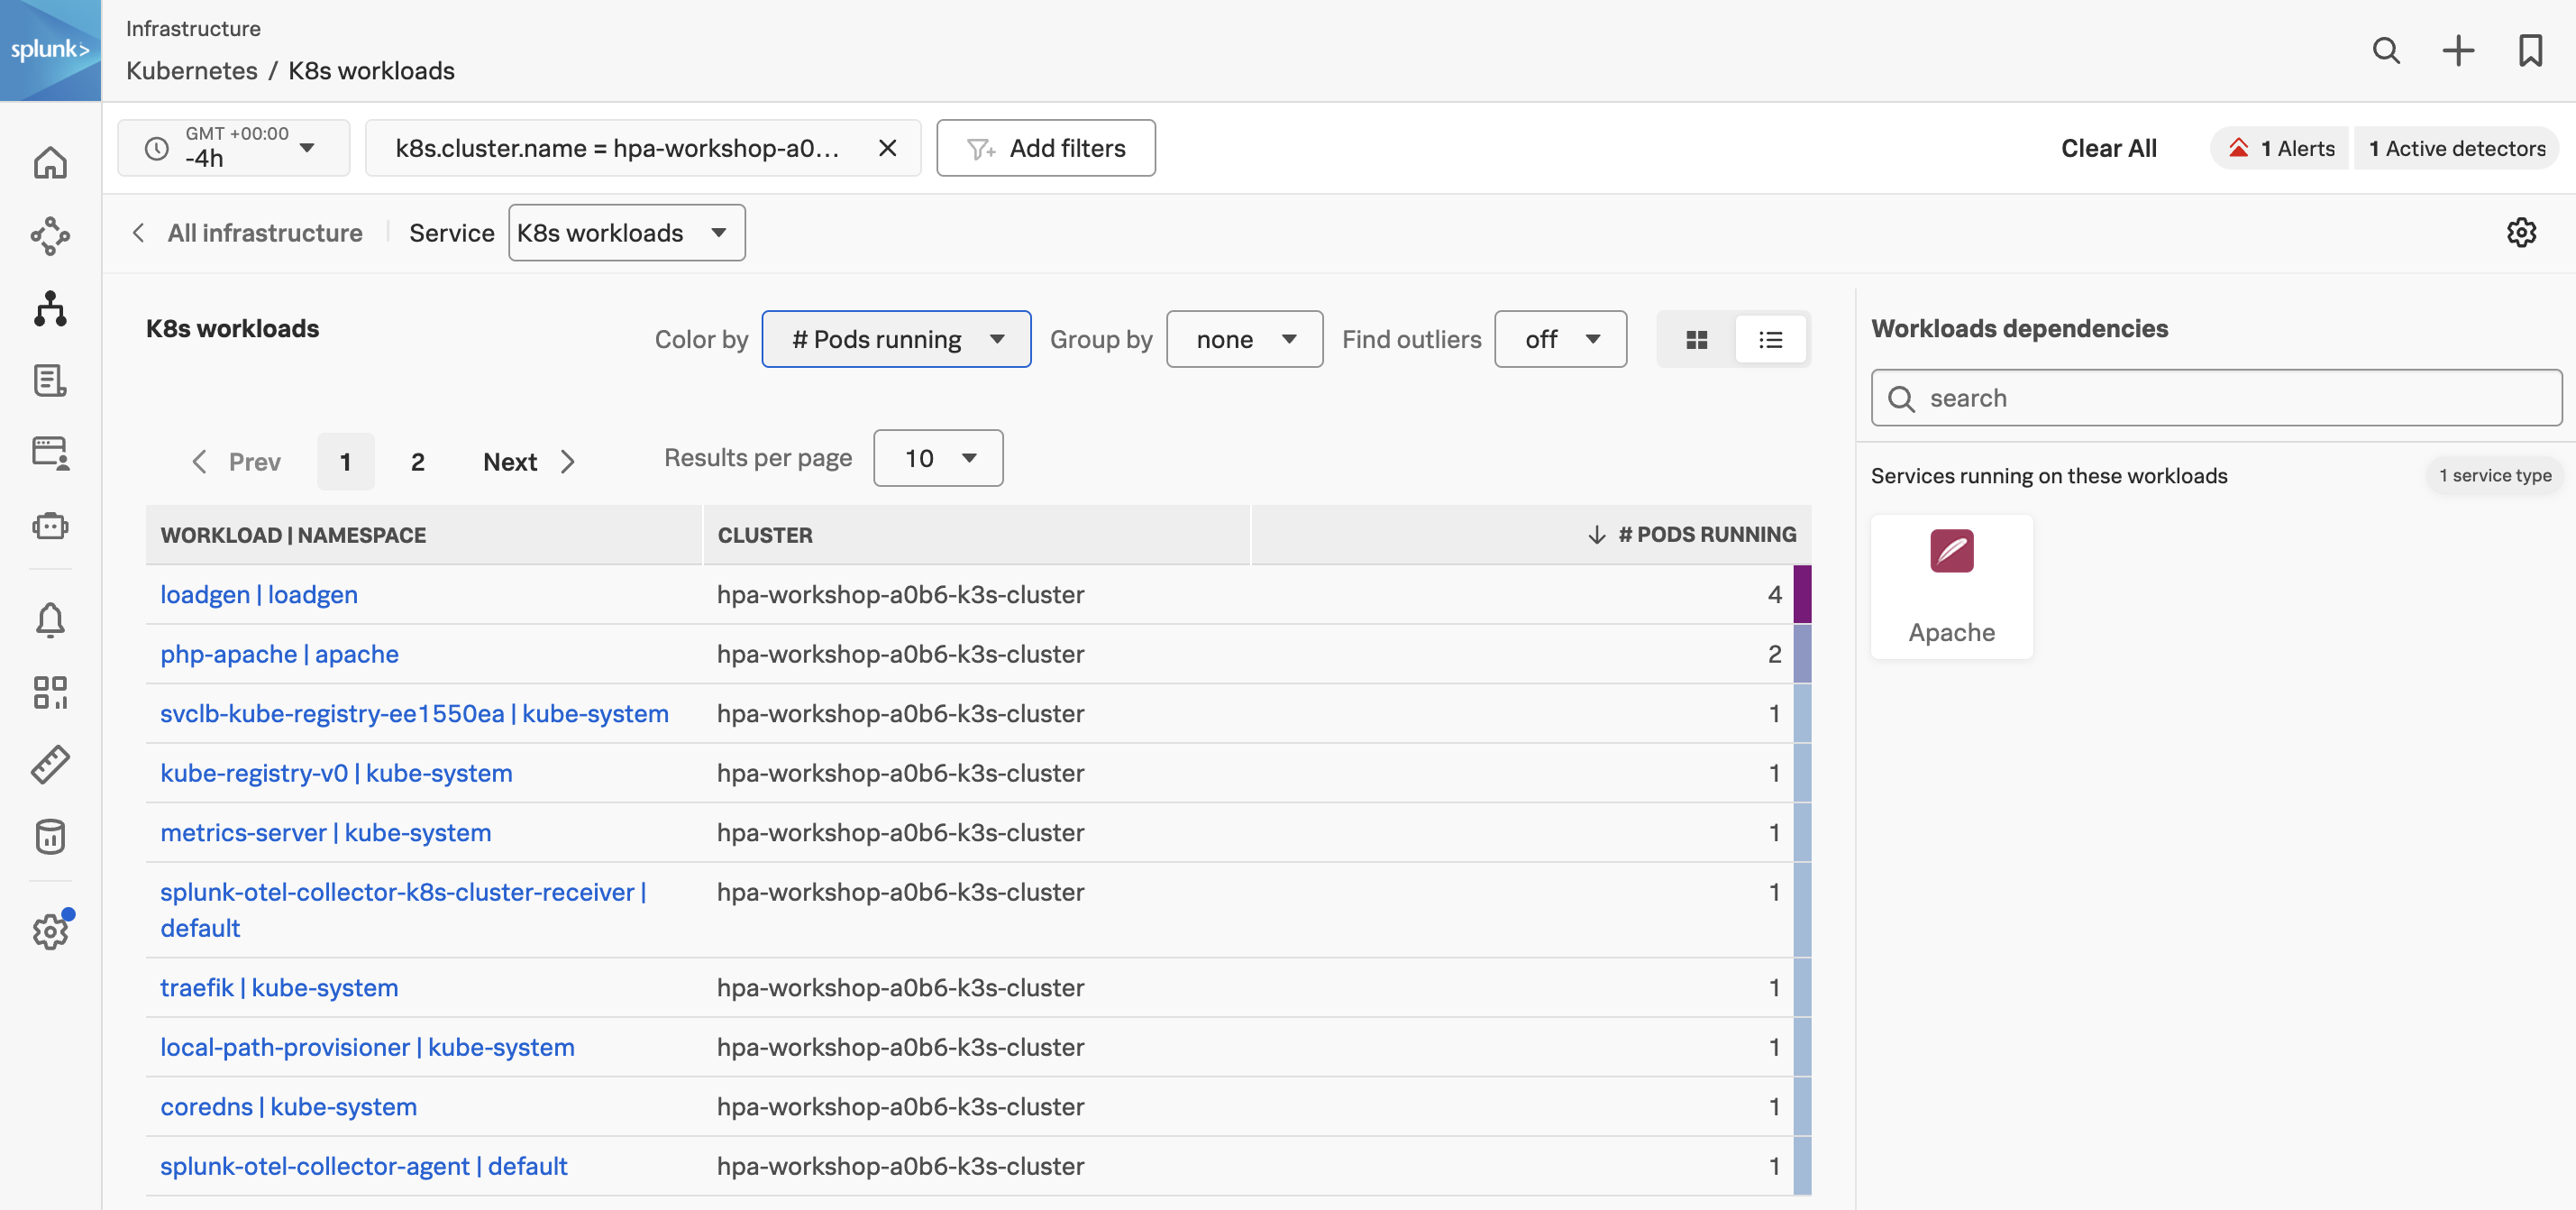 splunk>
Infrastructure
Kubernetes / K8s workloads
GMT +00:00
-4h
k8s.cluster.name = hpa-workshop-a0...
Add filters
Clear All
1 Alerts
1 Active detectors
All infrastructure
Service K8s workloads
K8s workloads
Color by # Pods running
Group by none
Find outliers off
Prev 1 2 Next
Results per page 10
WORKLOAD | NAMESPACE CLUSTER # PODS RUNNING
loadgen | loadgen hpa-workshop-a0b6-k3s-cluster 4
php-apache | apache hpa-workshop-a0b6-k3s-cluster 2
svclb-kube-registry-ee1550ea | kube-system hpa-workshop-a0b6-k3s-cluster 1
kube-registry-v0 | kube-system hpa-workshop-a0b6-k3s-cluster 1
metrics-server | kube-system hpa-workshop-a0b6-k3s-cluster 1
splunk-otel-collector-k8s-cluster-receiver | hpa-workshop-a0b6-k3s-cluster 1
default
traefik | kube-system hpa-workshop-a0b6-k3s-cluster 1
local-path-provisioner | kube-system hpa-workshop-a0b6-k3s-cluster 1
coredns | kube-system hpa-workshop-a0b6-k3s-cluster 1
splunk-otel-collector-agent | default hpa-workshop-a0b6-k3s-cluster 1
Workloads dependencies
search
Services running on these workloads 1 service type
Apache